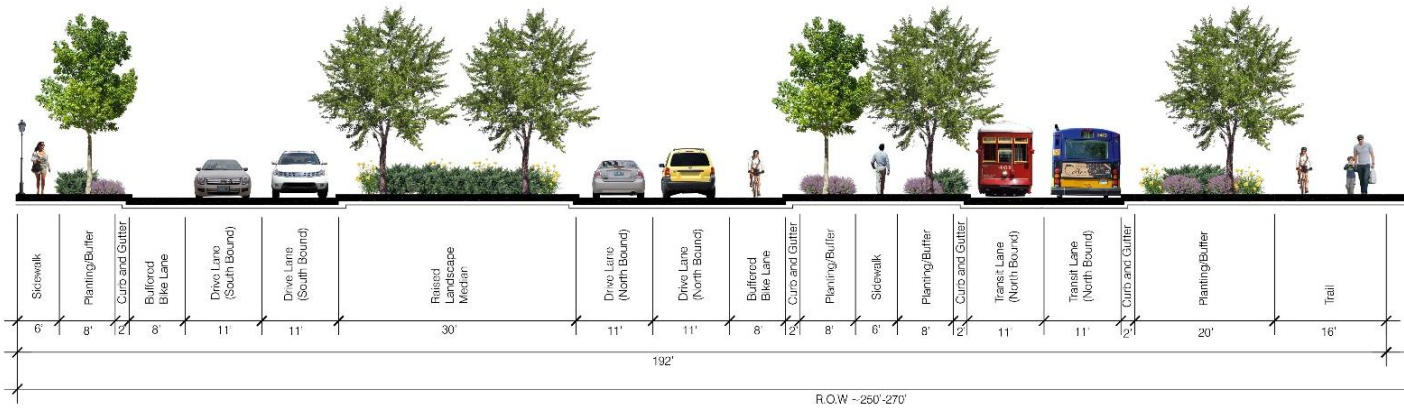 Sidewalk
Planting/Buffer
Curb and Gutter
Buffered
Bike Lane
Drive Lane
(South Bound)
Drive Lane
(South Bound)
Raised
Landscape
Median
Drive Lane
(North Bound)
Drive Lane
(North Bound)
Buffered
Bike Lane
Curb and Gutter
Planting/Buffer
Sidewalk
Planting/Buffer
Curb and Gutter
Transit Lane
(North Bound)
Transit Lane
(North Bound)
Curb and Gutter
Planting/Buffer
Trail
6' 8' 2' 8' 11' 11' 30' 11' 11' 8' 2' 8' 6' 8' 2' 11' 11' 2' 20' 16'
192'
R.O.W ~250'-270'